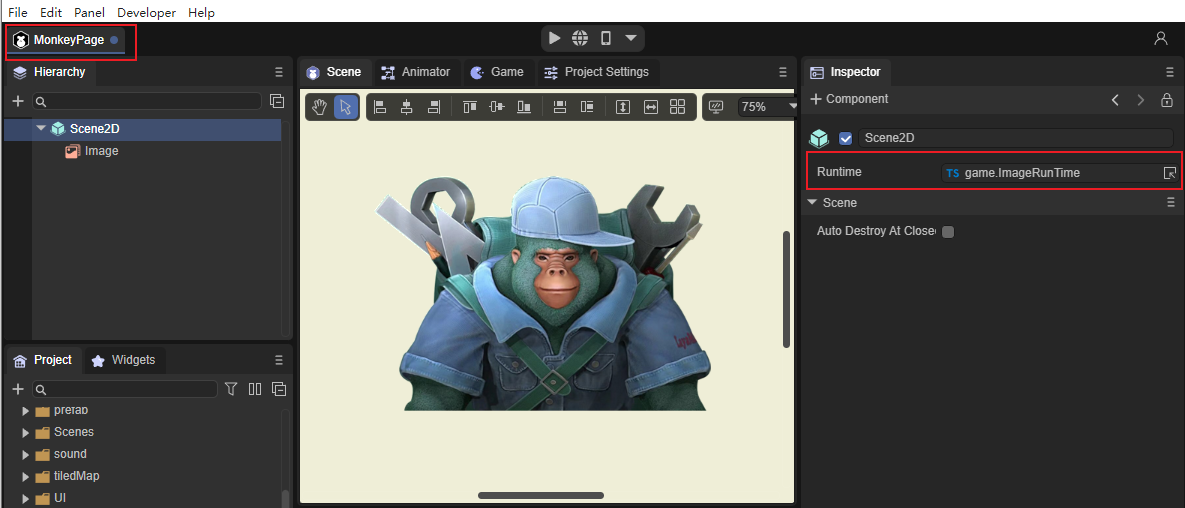 File Edit Panel Developer Help
MonkeyPage
Hierarchy
Scene Animator Game Project Settings
Inspector
Component
75%
Scene2D
Image
Scene2D
Runtime TS game.ImageRunTime
Scene
Auto Destroy At Closed
Project Widgets
prefab
Scenes
sound
tiledMap
UI